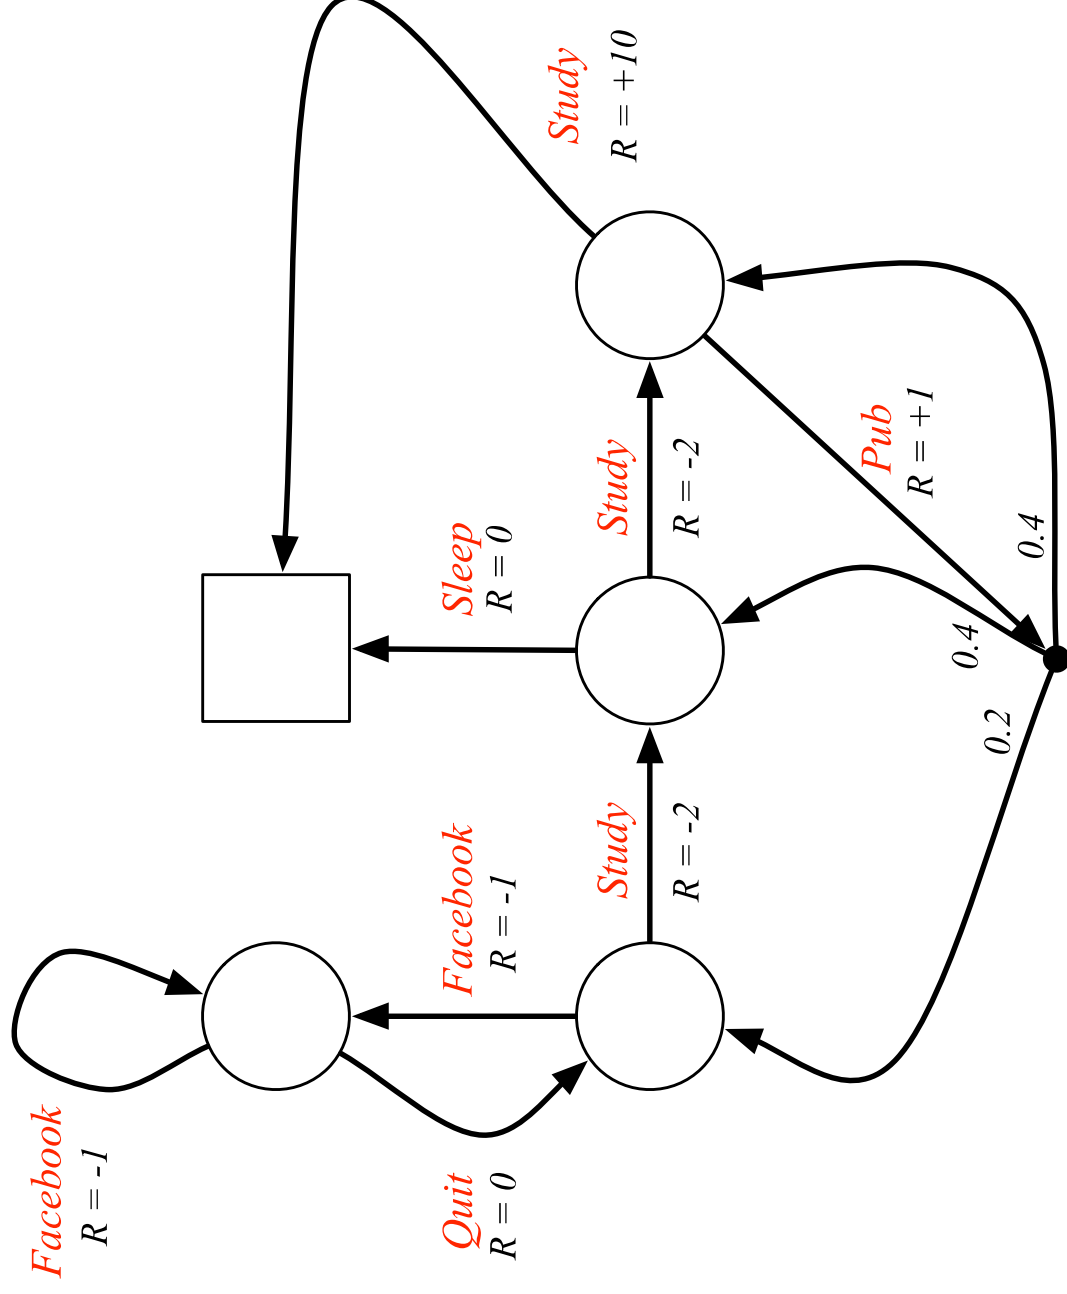 Facebook
R = -1
Quit
R = 0
Facebook
R = -1
Sleep
R = 0
Study
R = +10
Study
R = -2
Study
R = -2
Pub
R = +1
0.2
0.4
0.4